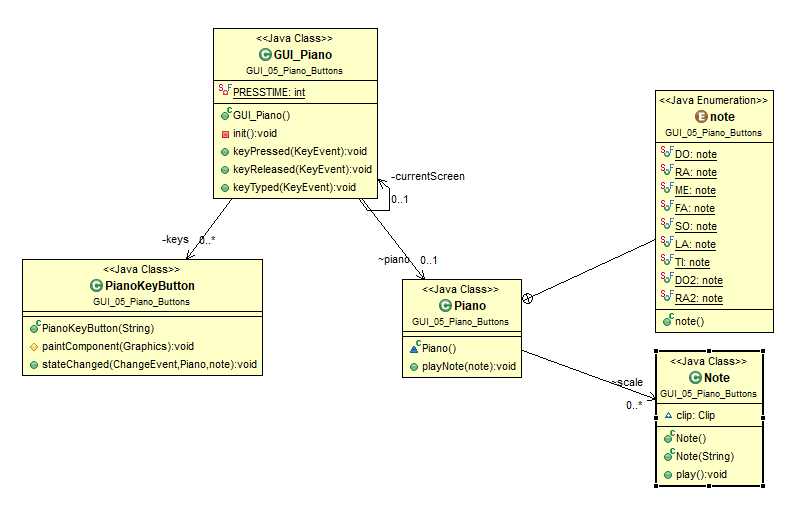 <<Java Class>>
GUI_Piano
GUI_05_Piano_Buttons
PRESSTIME: int
GUI_Piano()
init():void
keyPressed(KeyEvent):void
keyReleased(KeyEvent):void
keyTyped(KeyEvent):void
-currentScreen
0..1
-keys
0..*
~piano
0..1
<<Java Class>>
PianoKeyButton
GUI_05_Piano_Buttons
PianoKeyButton(String)
paintComponent(Graphics):void
stateChanged(ChangeEvent,Piano,note):void
<<Java Class>>
Piano
GUI_05_Piano_Buttons
Piano()
playNote(note):void
<<Java Enumeration>>
note
GUI_05_Piano_Buttons
DO: note
RA: note
ME: note
FA: note
SO: note
LA: note
TI: note
DO2: note
RA2: note
note()
~scale
0..*
<<Java Class>>
Note
GUI_05_Piano_Buttons
clip: Clip
Note()
Note(String)
play():void